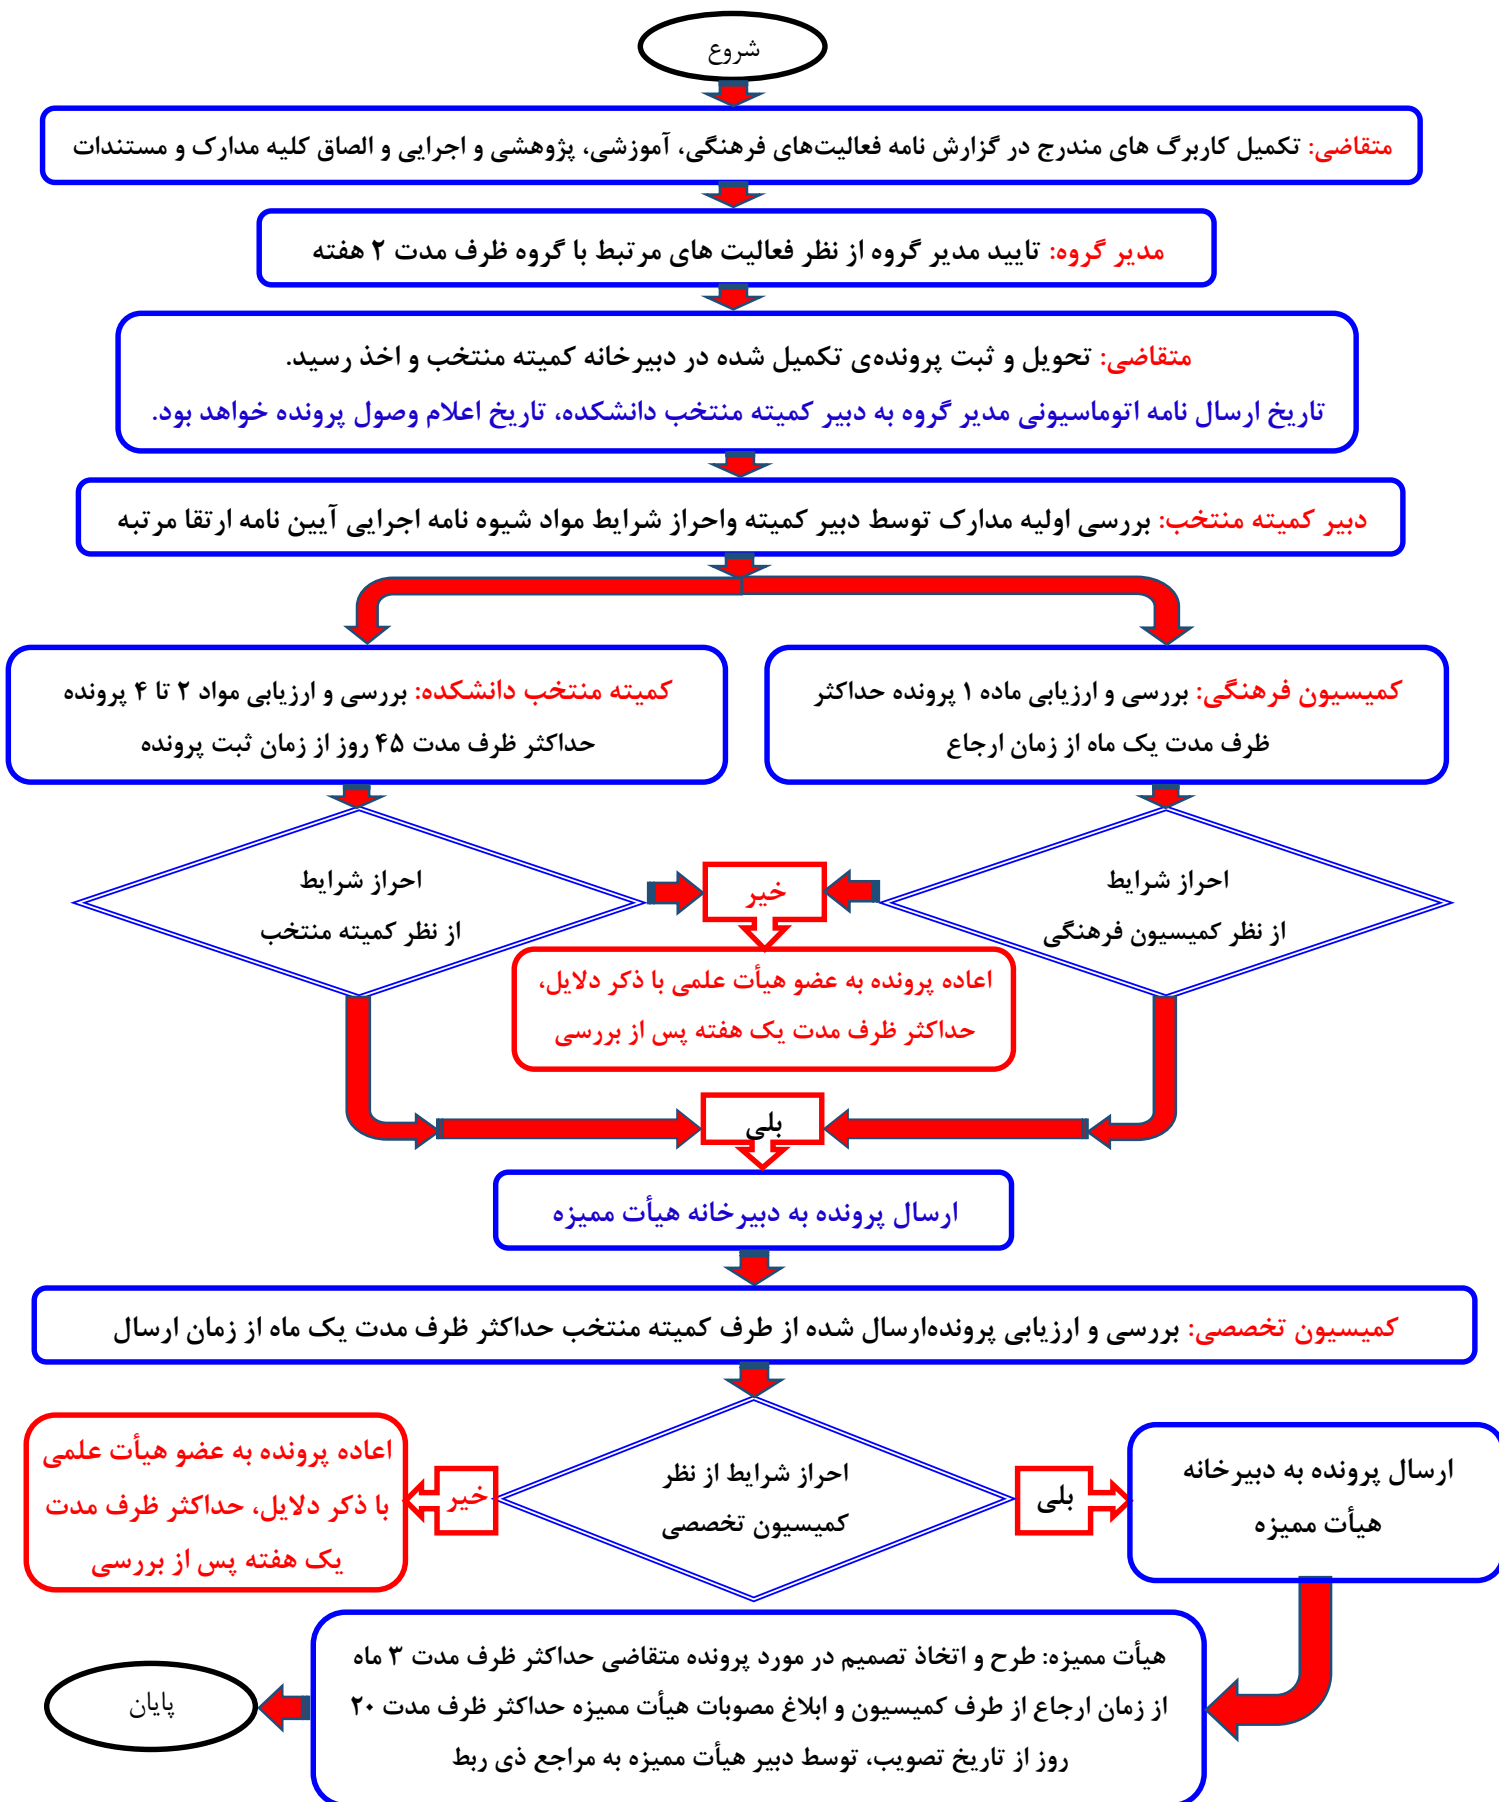 شروع
متقاضی: تکمیل کاربرگ های مندرج در گزارش نامه فعالیت‌های فرهنگی، آموزشی، پژوهشی و اجرایی و الصاق کلیه مدارک و مستندات
مدیر گروه: تایید مدیر گروه از نظر فعالیت های مرتبط با گروه ظرف مدت ۲ هفته
متقاضی: تحویل و ثبت پرونده‌ی تکمیل شده در دبیرخانه کمیته منتخب و اخذ رسید.
تاریخ ارسال نامه اتوماسیونی مدیر گروه به دبیر کمیته منتخب دانشکده، تاریخ اعلام وصول پرونده خواهد بود.
دبیر کمیته منتخب: بررسی اولیه مدارک توسط دبیر کمیته واحراز شرایط مواد شیوه نامه اجرایی آیین نامه ارتقا مرتبه
کمیسیون فرهنگی: بررسی و ارزیابی ماده ۱ پرونده حداکثر
ظرف مدت یک ماه از زمان ارجاع
کمیته منتخب دانشکده: بررسی و ارزیابی مواد ۲ تا ۴ پرونده
حداکثر ظرف مدت ۴۵ روز از زمان ثبت پرونده
احراز شرایط
از نظر کمیسیون فرهنگی
خیر
احراز شرایط
از نظر کمیته منتخب
اعاده پرونده به عضو هیأت علمی با ذکر دلایل،
حداکثر ظرف مدت یک هفته پس از بررسی
بلی
ارسال پرونده به دبیرخانه هیأت ممیزه
کمیسیون تخصصی: بررسی و ارزیابی پرونده‌ارسال شده از طرف کمیته منتخب حداکثر ظرف مدت یک ماه از زمان ارسال
احراز شرایط از نظر
کمیسیون تخصصی
بلی
ارسال پرونده به دبیرخانه
هیأت ممیزه
خیر
اعاده پرونده به عضو هیأت علمی
با ذکر دلایل، حداکثر ظرف مدت
یک هفته پس از بررسی
هیأت ممیزه: طرح و اتخاذ تصمیم در مورد پرونده متقاضی حداکثر ظرف مدت ۳ ماه
از زمان ارجاع از طرف کمیسیون و ابلاغ مصوبات هیأت ممیزه حداکثر ظرف مدت ۲۰
روز از تاریخ تصویب، توسط دبیر هیأت ممیزه به مراجع ذی ربط
پایان